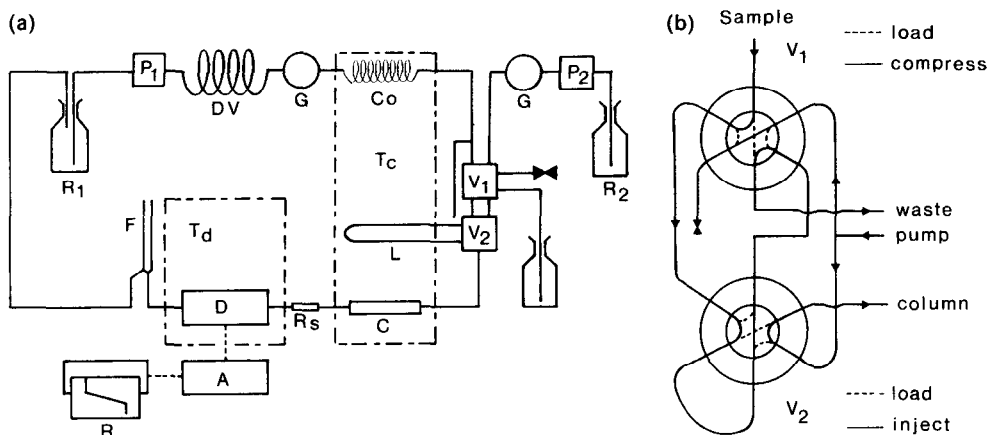 (a)
P1
DV
G
Co
G
P2
R1
Tc
V1
R2
F
Td
L
V2
D
Rs
C
A
R
(b)
Sample
V1
load
compress
waste
pump
column
V2
load
inject